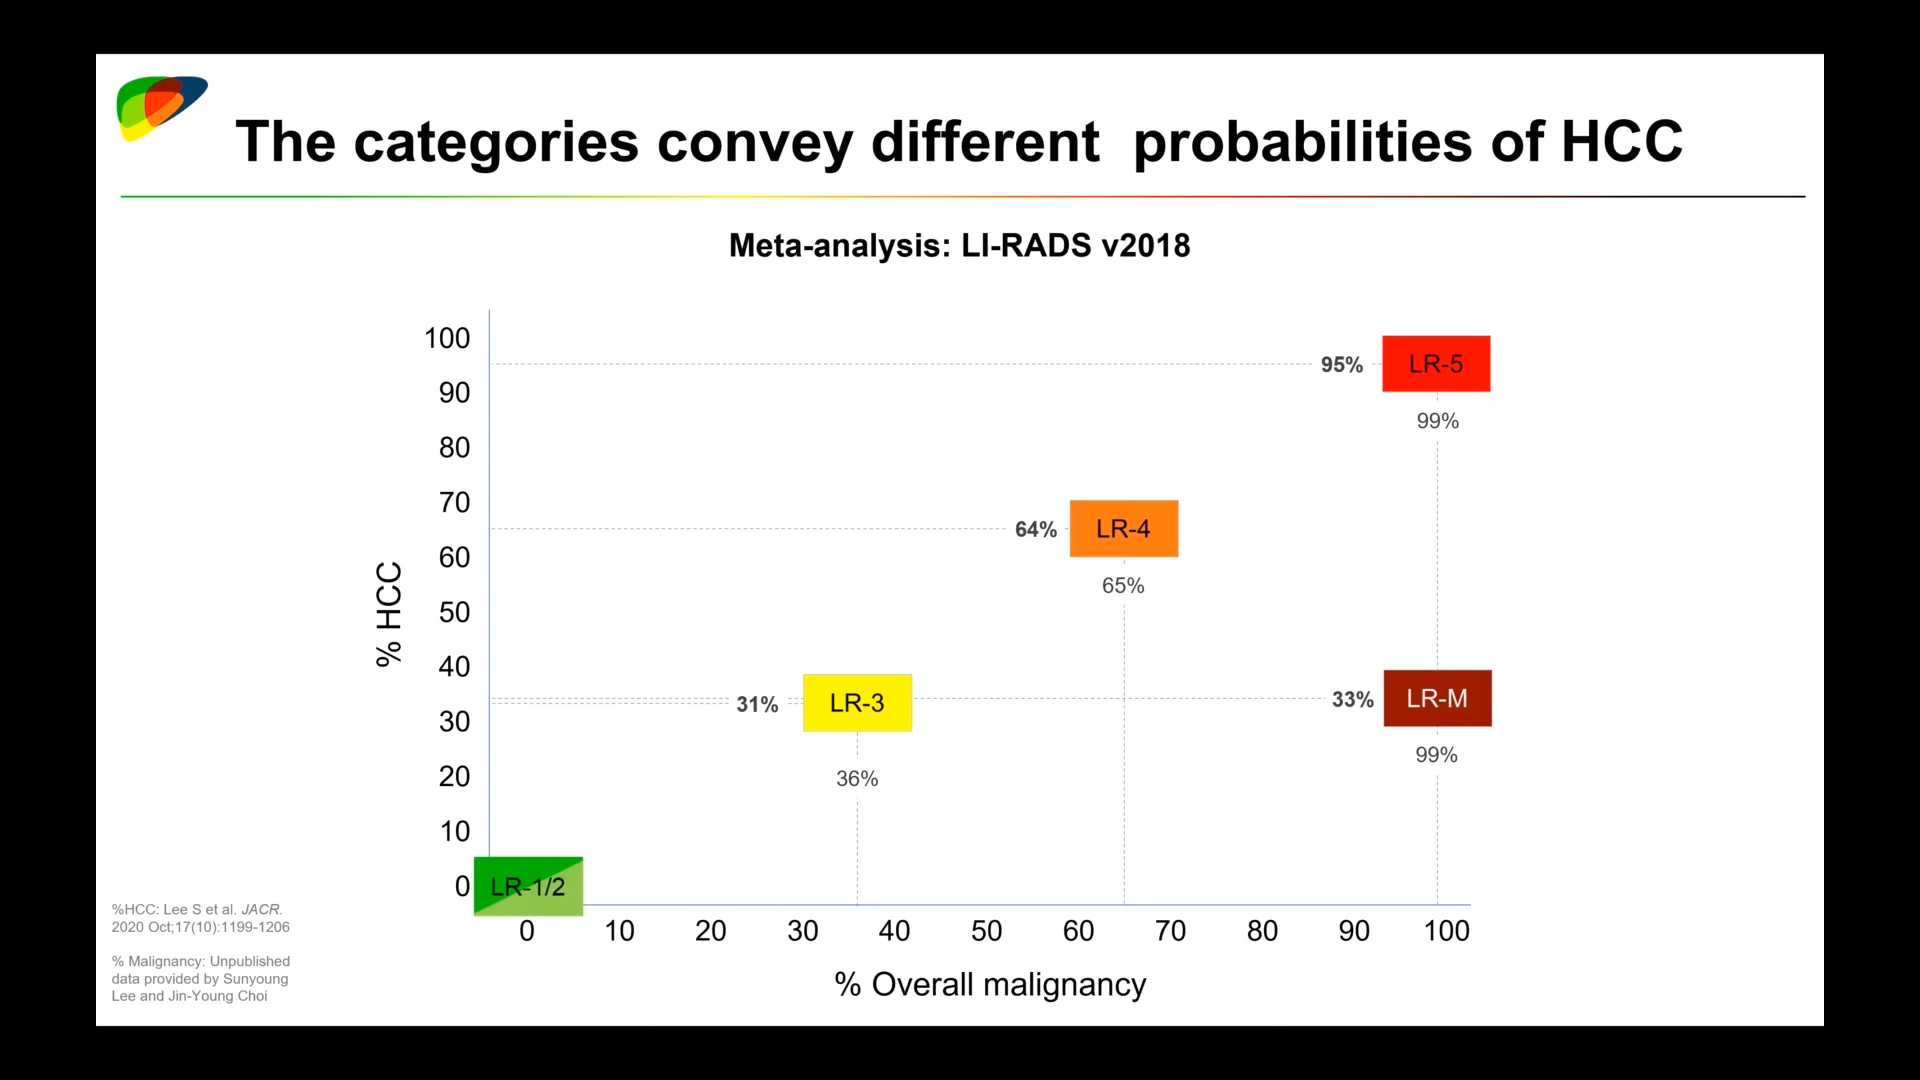 The categories convey different  probabilities of HCC
Meta-analysis: LI-RADS v2018
% HCC
100
90
80
70
60
50
40
30
20
10
0
95%
LR-5
99%
64%
LR-4
65%
31%
LR-3
36%
33%
LR-M
99%
LR-1/2
0
10
20
30
40
50
60
70
80
90
100
% Overall malignancy
%HCC: Lee S et al. JACR.
2020 Oct;17(10):1199-1206
% Malignancy: Unpublished
data provided by Sunyoung
Lee and Jin-Young Choi